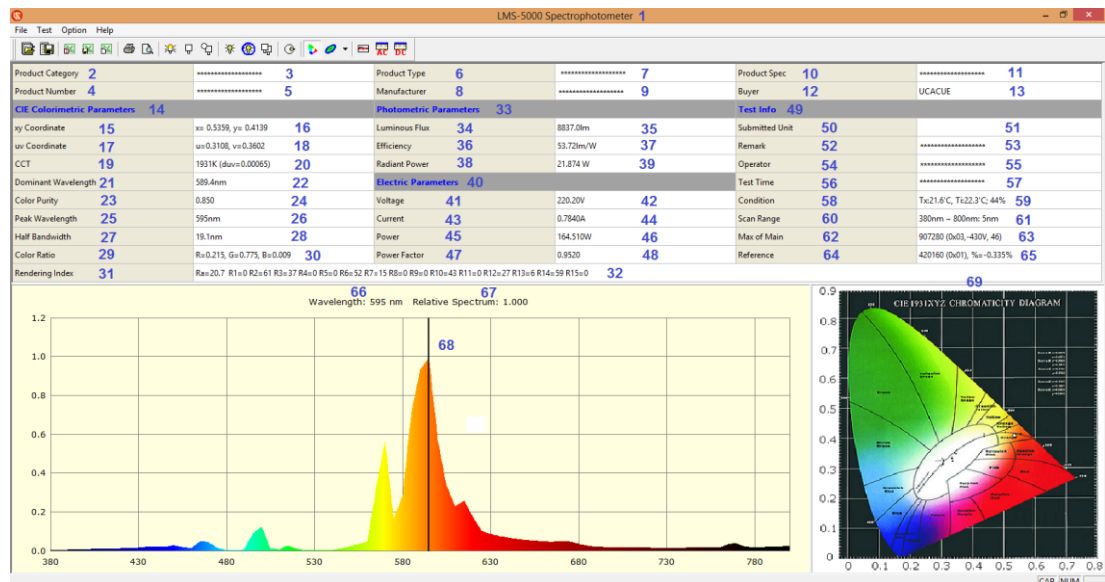 LMS-5000 Spectrophotometer 1
File Test Option Help
AC DC
Product Category 2 ******************* 3 Product Type 6 ******************* 7 Product Spec 10 ******************* 11
Product Number 4 ******************* 5 Manufacturer 8 ******************* 9 Buyer 12 UCACUE 13
CIE Colorimetric Parameters 14 Photometric Parameters 33 Test Info 49
xy Coordinate 15 x= 0.5359, y= 0.4139 16 Luminous Flux 34 8837.0lm 35 Submitted Unit 50 51
uv Coordinate 17 u=0.3108, v=0.3602 18 Efficiency 36 53.72lm/W 37 Remark 52 ******************* 53
CCT 19 1931K (duv=0.00065) 20 Radiant Power 38 21.874 W 39 Operator 54 ******************* 55
Dominant Wavelength 21 589.4nm 22 Electric Parameters 40 Test Time 56 ******************* 57
Color Purity 23 0.850 24 Voltage 41 220.20V 42 Condition 58 Tx:21.6'C, Ti:22.3'C; 44% 59
Peak Wavelength 25 595nm 26 Current 43 0.7840A 44 Scan Range 60 380nm ~ 800nm: 5nm 61
Half Bandwidth 27 19.1nm 28 Power 45 164.510W 46 Max of Main 62 907280 (0x03,-430V, 46) 63
Color Ratio 29 R=0.215, G=0.775, B=0.009 30 Power Factor 47 0.9520 48 Reference 64 420160 (0x01), %=-0.335% 65
Rendering Index 31 Ra=20.7 R1=0 R2=61 R3=37 R4=0 R5=0 R6=52 R7=15 R8=0 R9=0 R10=43 R11=0 R12=27 R13=6 R14=59 R15=0 32
66 67 69
Wavelength: 595 nm Relative Spectrum: 1.000
CIE 1931XYZ CHROMATICITY DIAGRAM
68
1.2
1.0
0.8
0.6
0.4
0.2
0.0
380 430 480 530 580 630 680 730 780
0.9
0.8
0.7
0.6
0.5
0.4
0.3
0.2
0.1
0
0 0.1 0.2 0.3 0.4 0.5 0.6 0.7 0.8
CAP NUM